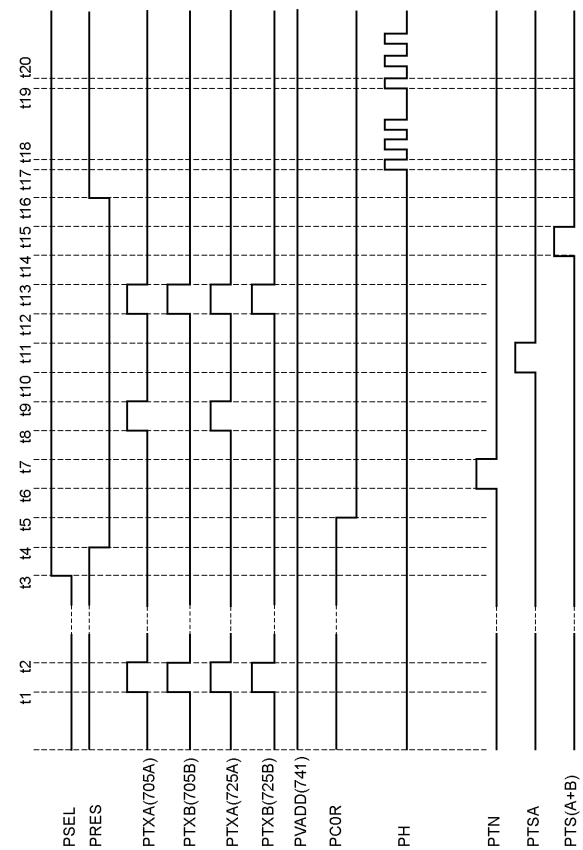 t1
t2
t3
t4
t5
t6
t7
t8
t9
t10
t11
t12
t13
t14
t15
t16
t17
t18
t19
t20
PSEL
PRES
PTXA(705A)
PTXB(705B)
PTXA(725A)
PTXB(725B)
PVADD(741)
PC0R
PH
PTN
PTSA
PTS(A+B)